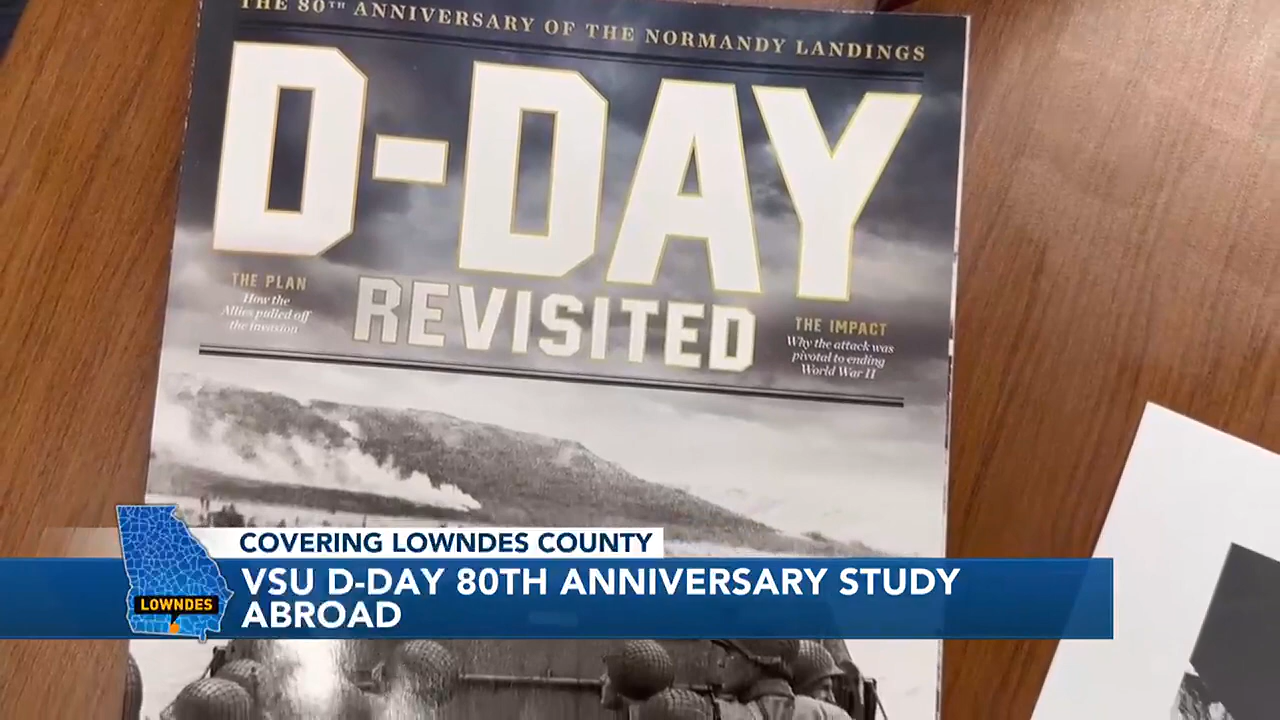 THE 80TH ANNIVERSARY OF THE NORMANDY LANDINGS
D-DAY
REVISITED
THE PLAN
How the
Allies pulled off
the invasion
THE IMPACT
Why the attack was
pivotal to ending
World War II
COVERING LOWNDES COUNTY
LOWNDES
VSU D-DAY 80TH ANNIVERSARY STUDY
ABROAD